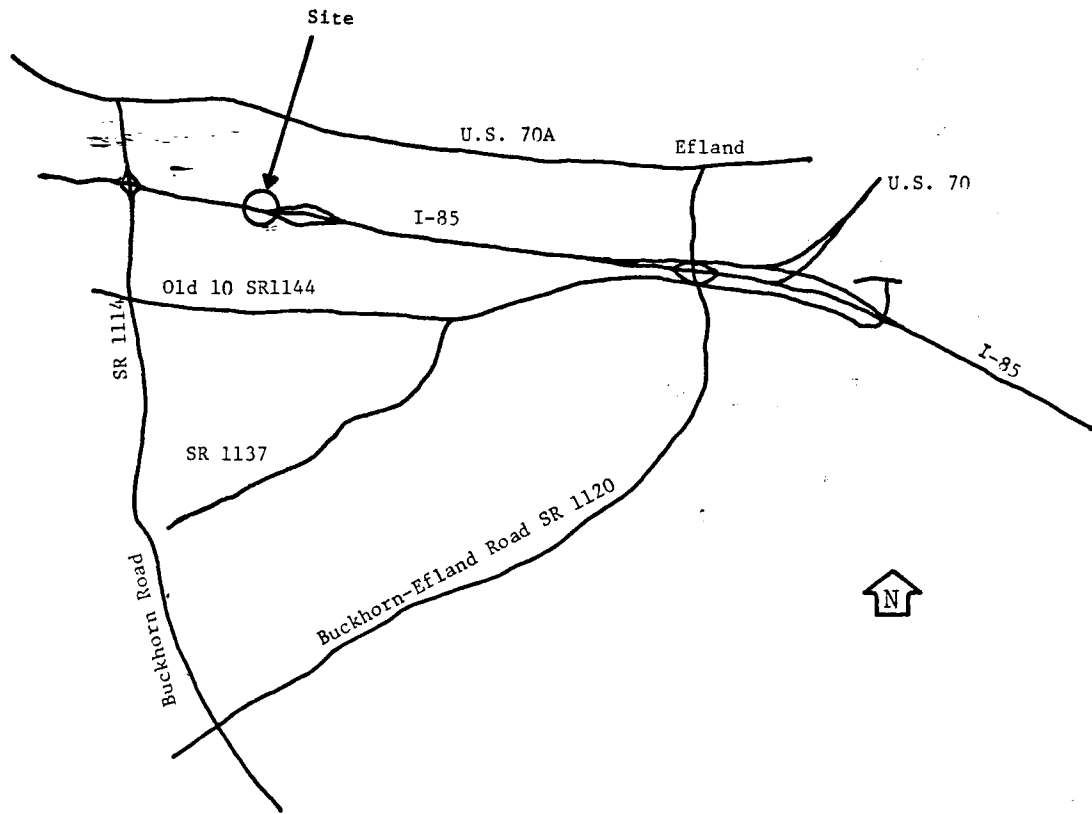 Site
U.S. 70A
Efland
U.S. 70
I-85
Old 10 SR1144
SR 1114
I-85
SR 1137
Buckhorn-Efland Road SR 1120
Buckhorn Road
N